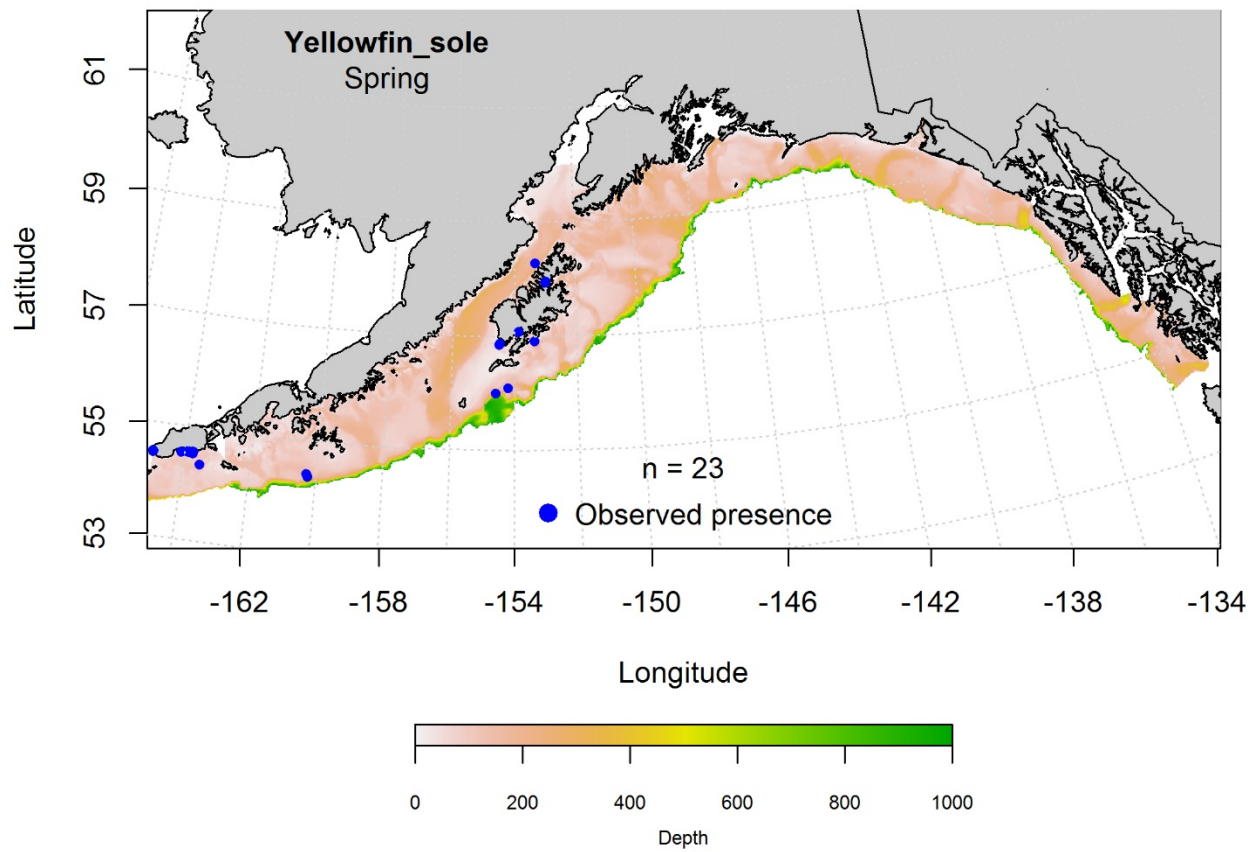 Yellowfin_sole
Spring
61
59
57
55
53
Latitude
n = 23
Observed presence
-162 -158 -154 -150 -146 -142 -138 -134
Longitude
0 200 400 600 800 1000
Depth